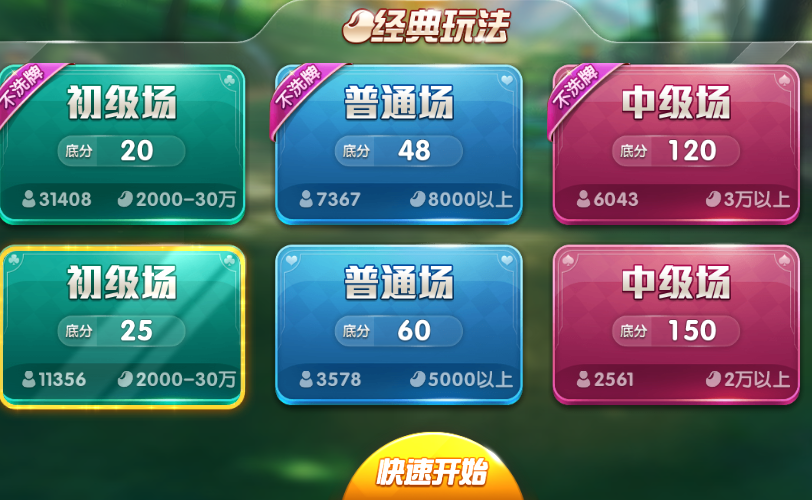 经典玩法
不洗牌
初级场
底分 20
31408 2000-30万
不洗牌
普通场
底分 48
7367 8000以上
不洗牌
中级场
底分 120
6043 3万以上
初级场
底分 25
11356 2000-30万
普通场
底分 60
3578 5000以上
中级场
底分 150
2561 2万以上
快速开始